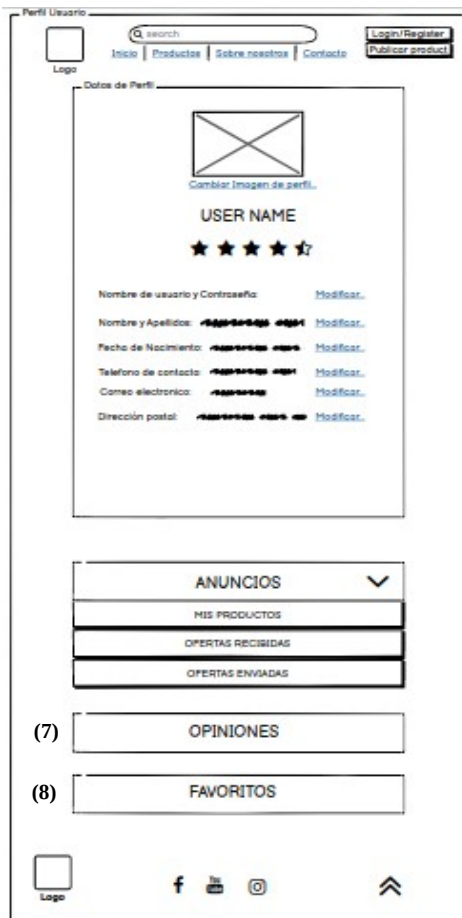 Perfil Usuario
search
Login/Register
Inicio | Productos | Sobre nosotros | Contacto
Publicar product
Logo
Datos de Perfil
Cambiar Imagen de perfil..
USER NAME
Nombre de usuario y Contraseña: Modificar..
Nombre y Apellidos: Modificar..
Fecha de Nacimiento: Modificar..
Telefono de contacto: Modificar..
Correo electronico: Modificar..
Dirección postal: Modificar..
ANUNCIOS
MIS PRODUCTOS
OFERTAS RECIBIDAS
OFERTAS ENVIADAS
(7) OPINIONES
(8) FAVORITOS
Logo
f You Tube